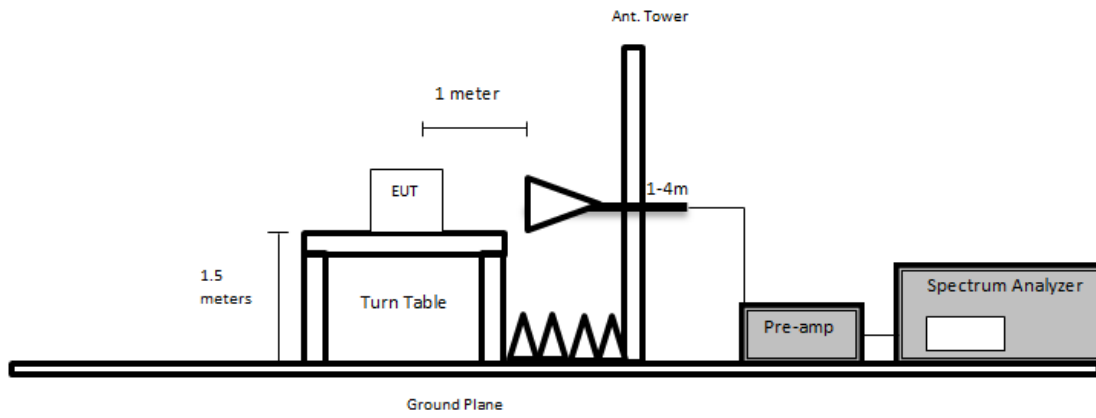 Ant. Tower
1 meter
EUT
1-4m
1.5
meters
Turn Table
Spectrum Analyzer
Pre-amp
Ground Plane